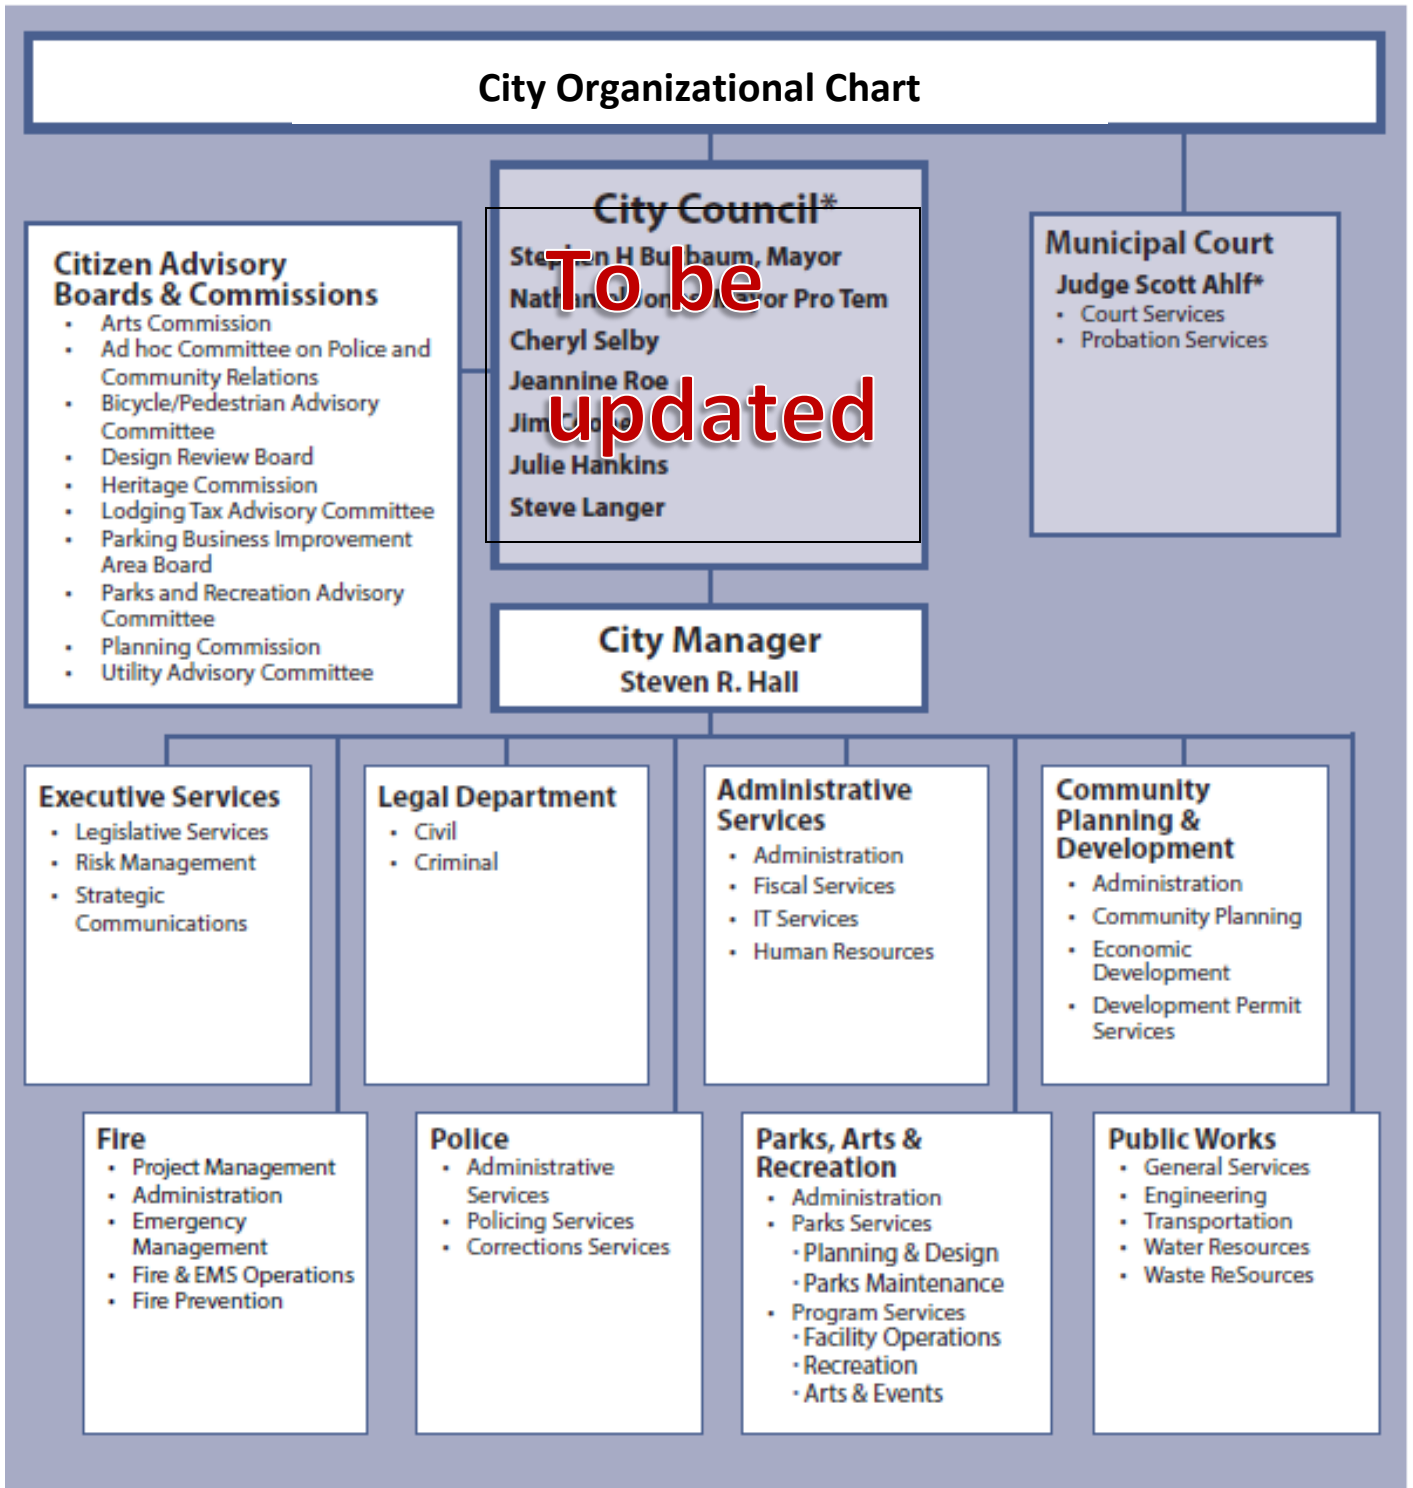 City Organizational Chart
City Council*
Stephen H Mayor
Mayor Pro Tem
Cheryl Selby
Jeannine Roe
Jim
Julie Hankins
Steve Langer
To be
updated
Citizen Advisory
Boards & Commissions
• Arts Commission
• Ad hoc Committee on Police and
Community Relations
• Bicycle/Pedestrian Advisory
Committee
• Design Review Board
• Heritage Commission
• Lodging Tax Advisory Committee
• Parking Business Improvement
Area Board
• Parks and Recreation Advisory
Committee
• Planning Commission
• Utility Advisory Committee
Municipal Court
Judge Scott Ahlf*
• Court Services
• Probation Services
City Manager
Steven R. Hall
Executive Services
• Legislative Services
• Risk Management
• Strategic
Communications
Legal Department
• Civil
• Criminal
Administrative
Services
• Administration
• Fiscal Services
• IT Services
• Human Resources
Community
Planning &
Development
• Administration
• Community Planning
• Economic
Development
• Development Permit
Services
Fire
• Project Management
• Administration
• Emergency
Management
• Fire & EMS Operations
• Fire Prevention
Police
• Administrative
Services
• Policing Services
• Corrections Services
Parks, Arts &
Recreation
• Administration
• Parks Services
• Planning & Design
• Parks Maintenance
• Program Services
• Facility Operations
• Recreation
• Arts & Events
Public Works
• General Services
• Engineering
• Transportation
• Water Resources
• Waste ReSources